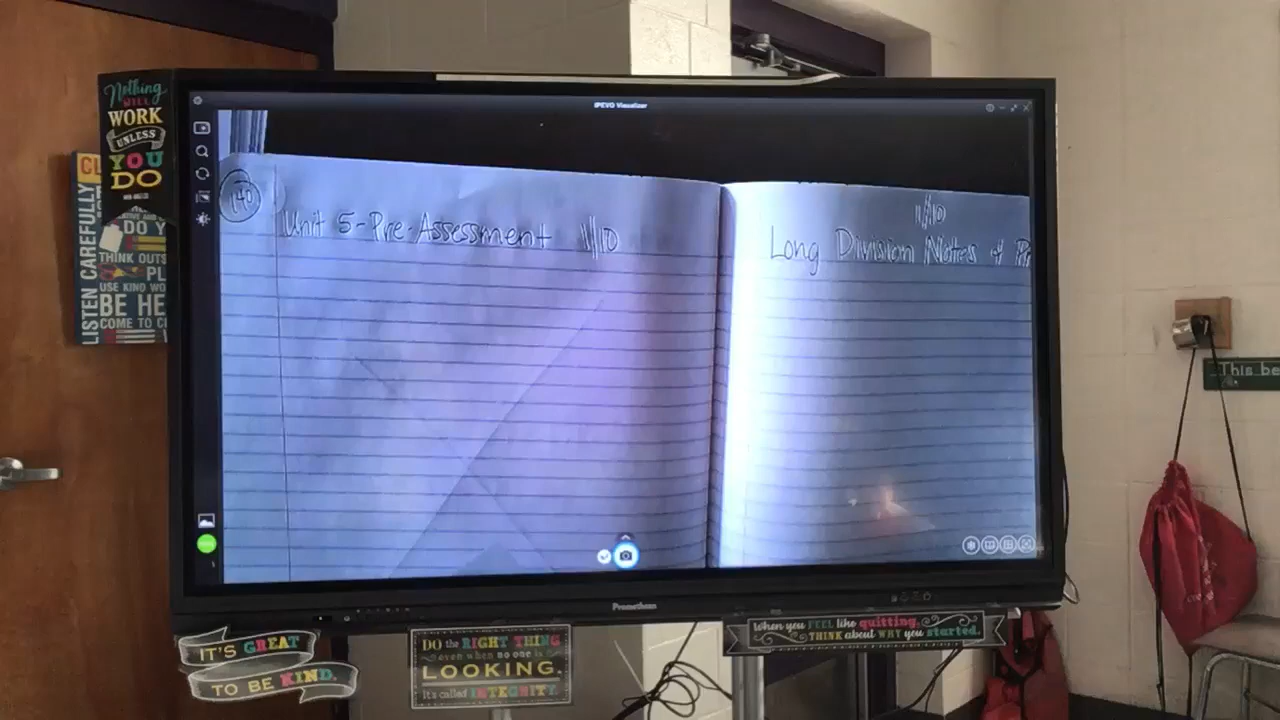 Nothing
WILL
WORK
UNLESS
YOU
DO
LISTEN CAREFULLY
DO Y
THINK OUTS
PL
USE KIND WO
BE HE
COME TO C
IPEVO Visualizer
140
Unit 5-Pre-Assessment 1/10
1/10
Long Division Notes &
Promethean
IT'S GREAT
TO BE KIND.
DO the RIGHT THING
even when no one is
LOOKING.
It's called INTEGRITY.
When you FEEL like quitting,
THINK about WHY you started.
This be